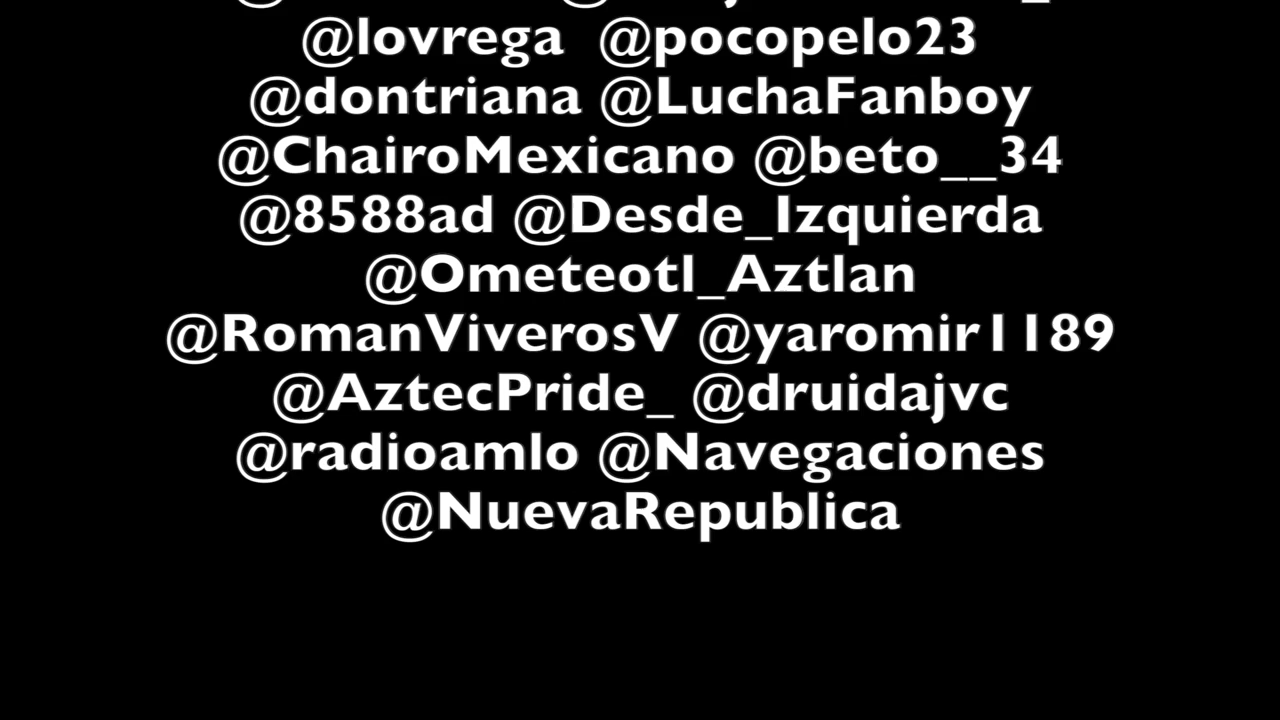 @lovrega @pocopelo23
@dontriana @LuchaFanboy
@ChairoMexicano @beto__34
@8588ad @Desde_Izquierda
@Ometeotl_Aztlan
@RomanViverosV @yaromir1189
@AztecPride_ @druidajvc
@radioamlo @Navegaciones
@NuevaRepublica